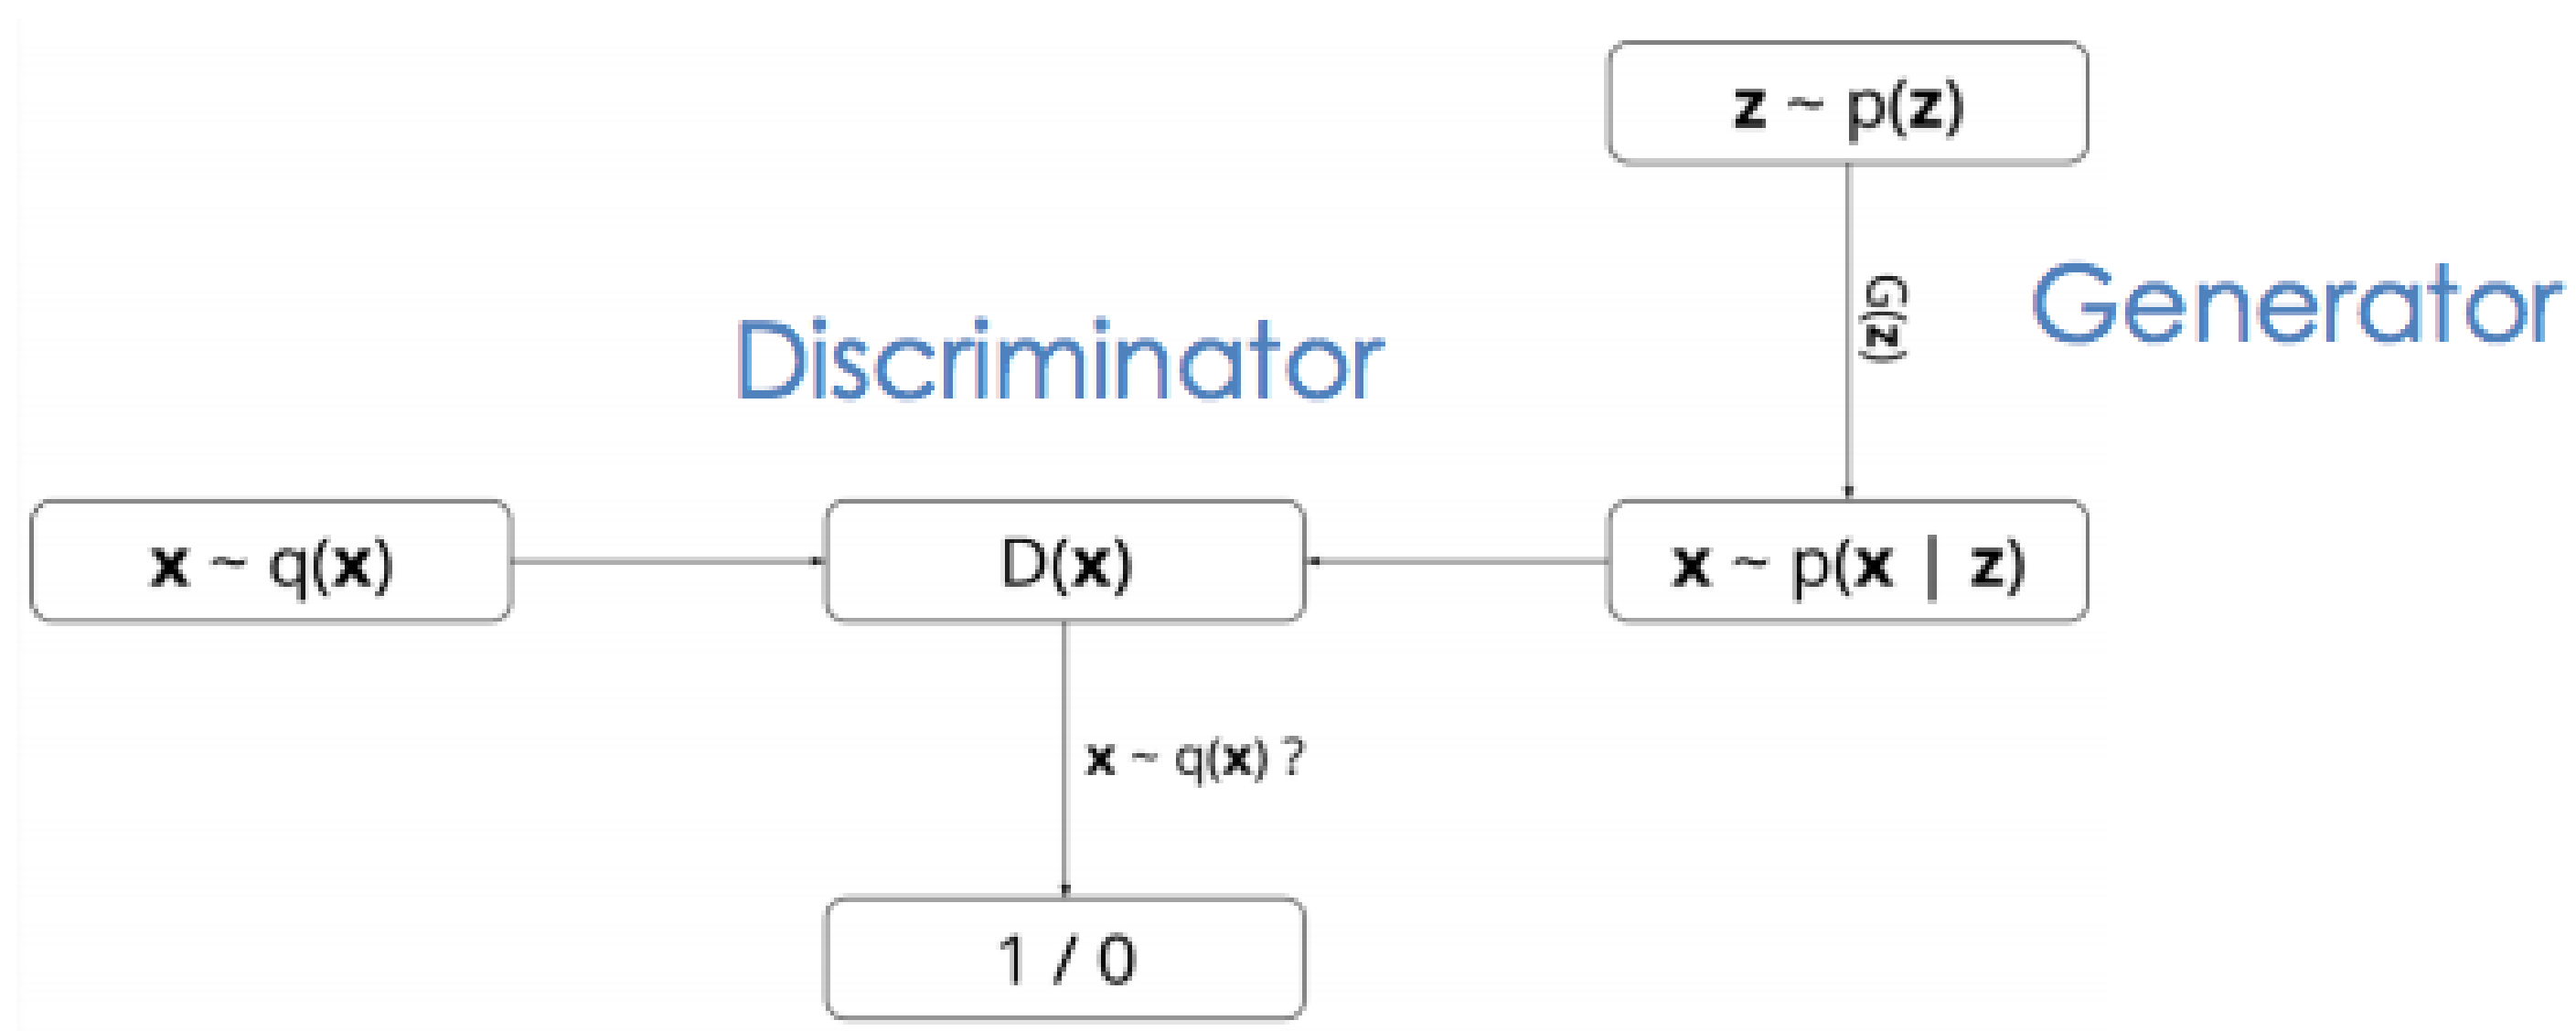 z ~ p(z)
G(z)
Generator
Discriminator
x ~ q(x)
D(x)
x ~ p(x | z)
x ~ q(x) ?
1 / 0